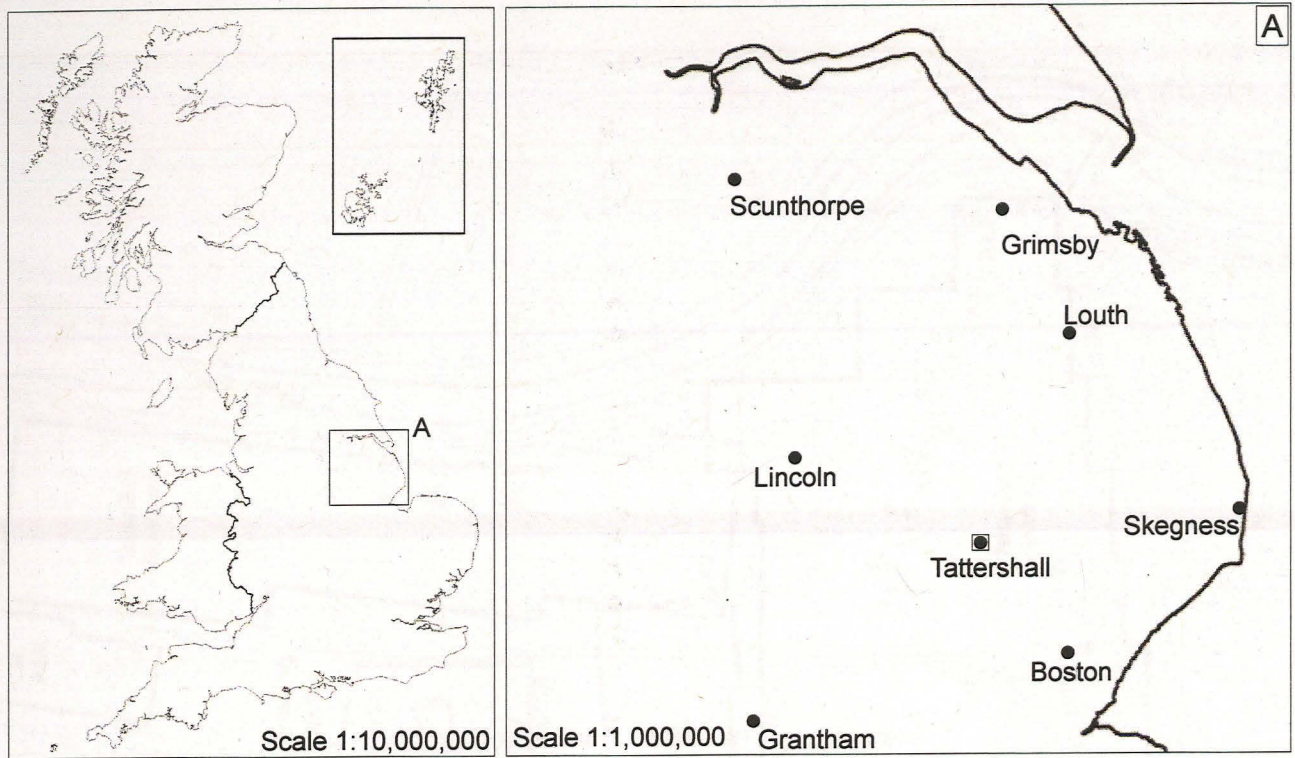 A
Scale 1:10,000,000
A
Scunthorpe
Grimsby
Louth
Lincoln
Skegness
Tattershall
Boston
Grantham
Scale 1:1,000,000